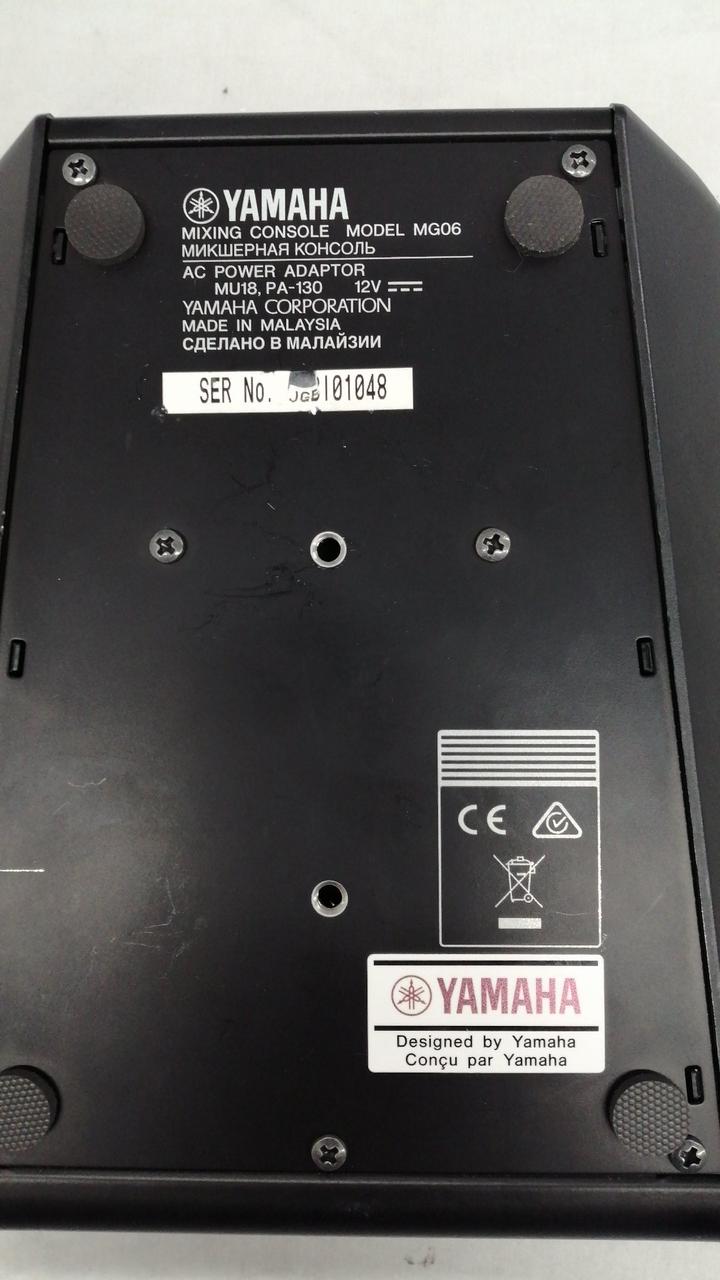 YAMAHA
MIXING CONSOLE MODEL MG06
МИКШЕРНАЯ КОНСОЛЬ
AC POWER ADAPTOR
MU18, PA-130 12V
YAMAHA CORPORATION
MADE IN MALAYSIA
СДЕЛАНО В МАЛАЙЗИИ
SER No.
CE
YAMAHA
Designed by Yamaha
Conçu par Yamaha